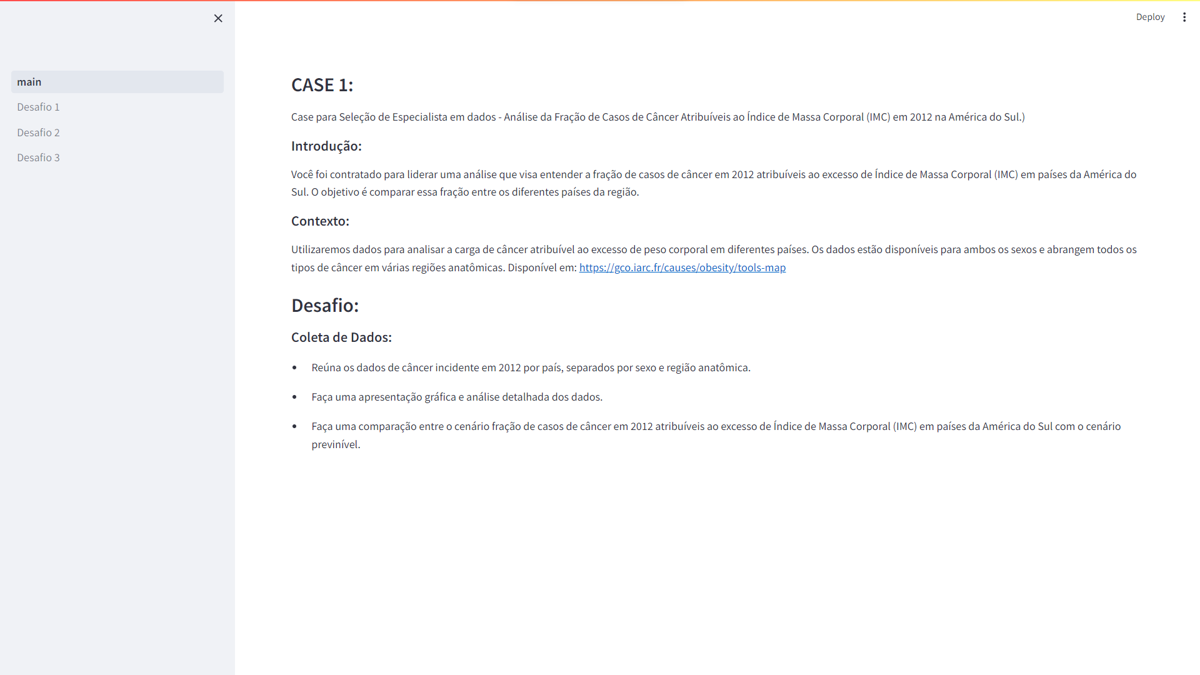 Deploy
main
Desafio 1
Desafio 2
Desafio 3
CASE 1:
Case para Seleção de Especialista em dados - Análise da Fração de Casos de Câncer Atribuíveis ao Índice de Massa Corporal (IMC) em 2012 na América do Sul.)
Introdução:
Você foi contratado para liderar uma análise que visa entender a fração de casos de câncer em 2012 atribuíveis ao excesso de Índice de Massa Corporal (IMC) em países da América do
Sul. O objetivo é comparar essa fração entre os diferentes países da região.
Contexto:
Utilizaremos dados para analisar a carga de câncer atribuível ao excesso de peso corporal em diferentes países. Os dados estão disponíveis para ambos os sexos e abrangem todos os
tipos de câncer em várias regiões anatômicas. Disponível em: https://gco.iarc.fr/causes/obesity/tools-map
Desafio:
Coleta de Dados:
• Reúna os dados de câncer incidente em 2012 por país, separados por sexo e região anatômica.
• Faça uma apresentação gráfica e análise detalhada dos dados.
• Faça uma comparação entre o cenário fração de casos de câncer em 2012 atribuíveis ao excesso de Índice de Massa Corporal (IMC) em países da América do Sul com o cenário
previnível.